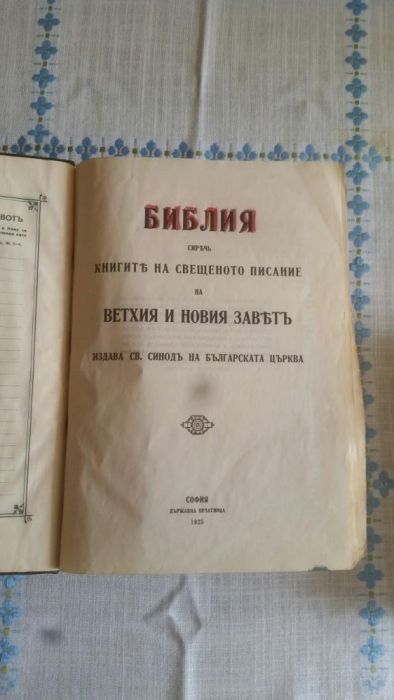 ВОТЪ
БИБЛИЯ
СИРѢЧЬ
КНИГИТѢ НА СВЕЩЕНОТО ПИСАНИЕ
НА
ВЕТХИЯ И НОВИЯ ЗАВѢТЪ
ИЗДАВА СВ. СИНОДЪ НА БЪЛГАРСКАТА ЦЪРКВА
СОФИЯ
ДЪРЖАВНА ПЕЧАТНИЦА
1925